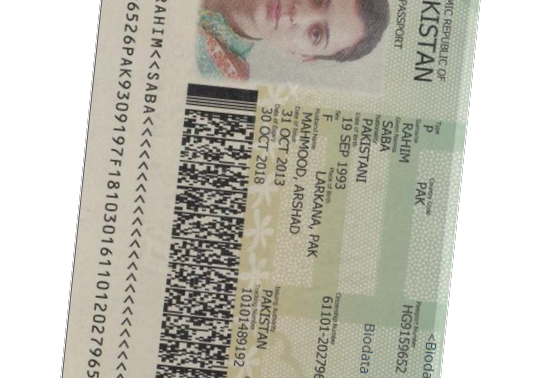 MIC REPUBLIC OF
KISTAN
PASSPORT
Type
P
Country Code
PAK
Passport Number
HG9159652
Surname
RAHIM
Given Names
SABA
Nationality
PAKISTANI
Date of Birth
19 SEP 1993
Citizenship Number
61101-202796
Sex
F
Place of Birth
LARKANA, PAK
Husband Name
MAHMOOD, ARSHAD
Date of Issue
31 OCT 2013
Issuing Authority
PAKISTAN
Date of Expiry
30 OCT 2018
Tracking Number
10101489192
<Bioda
Biodata
RAHIM<<SABA<<<<<<<<<<<<<<<<<<<<<<
6526PAK9309197F1810301611012027965